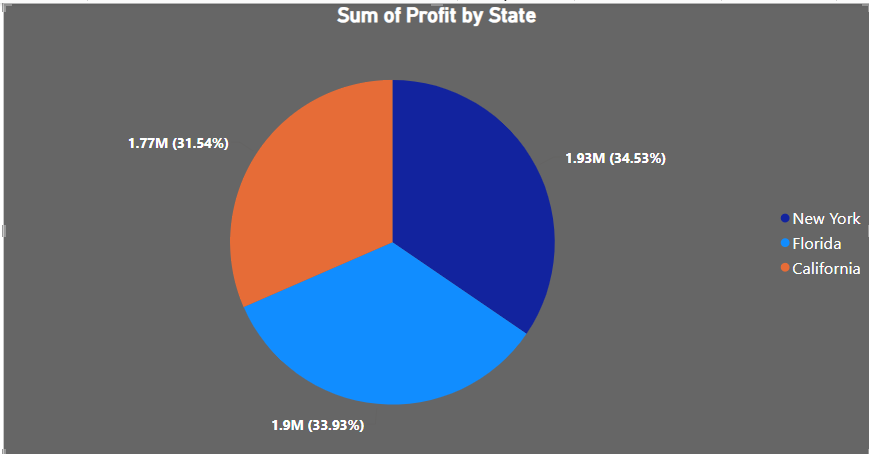 Sum of Profit by State
1.77M (31.54%)
1.93M (34.53%)
New York
Florida
California
1.9M (33.93%)